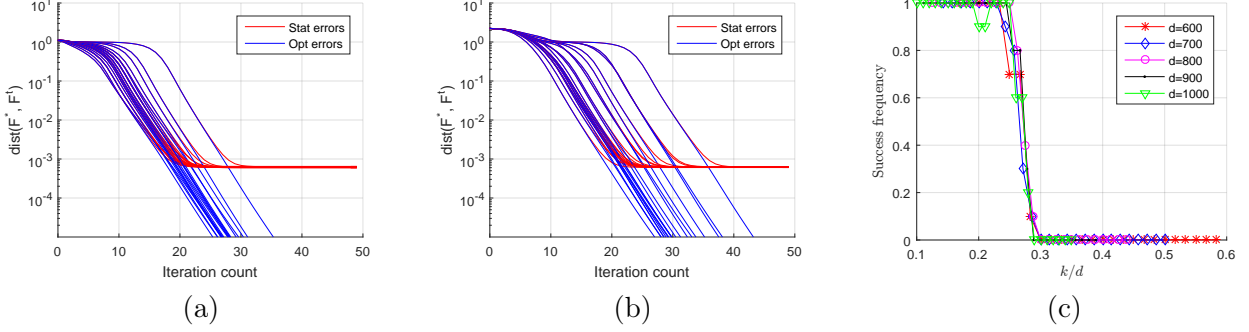 10^1
10^0
10^-1
10^-2
10^-3
10^-4
dist(F^*, F^t)
Stat errors
Opt errors
0 10 20 30 40 50
Iteration count
(a)
10^1
10^0
10^-1
10^-2
10^-3
10^-4
dist(F^*, F^t)
Stat errors
Opt errors
0 10 20 30 40 50
Iteration count
(b)
1
0.8
0.6
0.4
0.2
0
Success frequency
d=600
d=700
d=800
d=900
d=1000
0.1 0.2 0.3 0.4 0.5 0.6
k/d
(c)